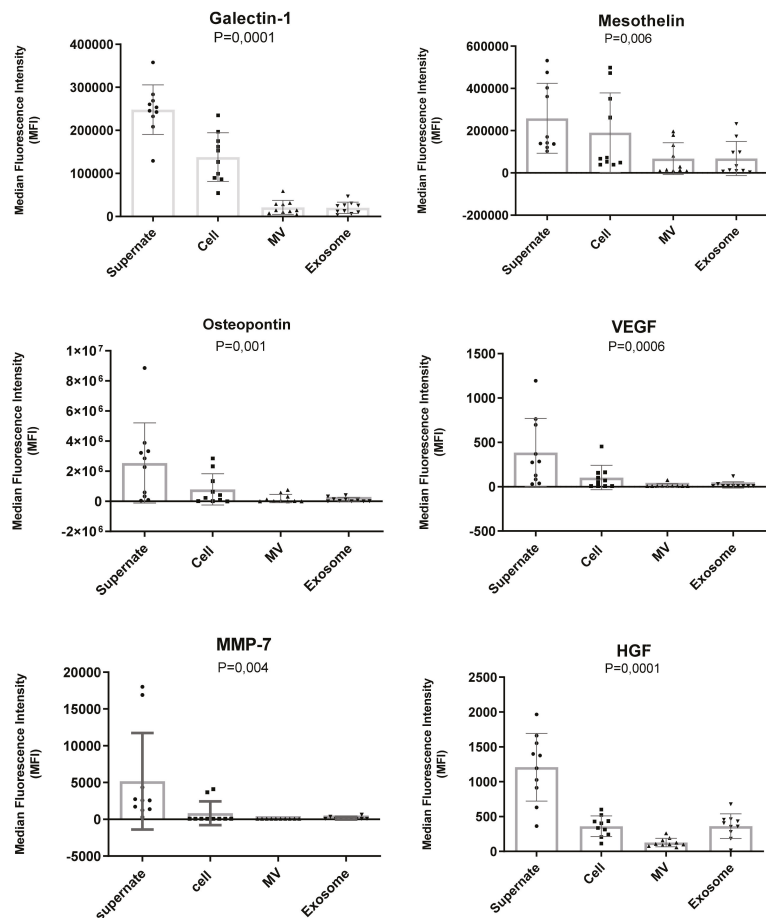 Galectin-1
P=0,0001
Median Fluorescence Intensity
(MFI)
400000
300000
200000
100000
0
Supernate
Cell
MV
Exosome
Mesothelin
P=0,006
Median Fluorescence Intensity
(MFI)
600000
400000
200000
0
-200000
Supernate
Cell
MV
Exosome
Osteopontin
P=0,001
Median Fluorescence Intensity
(MFI)
1×10⁷
8×10⁶
6×10⁶
4×10⁶
2×10⁶
0
-2×10⁶
Supernate
Cell
MV
Exosome
VEGF
P=0,0006
Median Fluorescence Intensity
(MFI)
1500
1000
500
0
-500
Supernate
Cell
MV
Exosome
MMP-7
P=0,004
Median Fluorescence Intensity
(MFI)
20000
15000
10000
5000
0
-5000
supernate
cell
MV
Exosome
HGF
P=0,0001
Median Fluorescence Intensity
(MFI)
2500
2000
1500
1000
500
0
Supernate
Cell
MV
Exosome